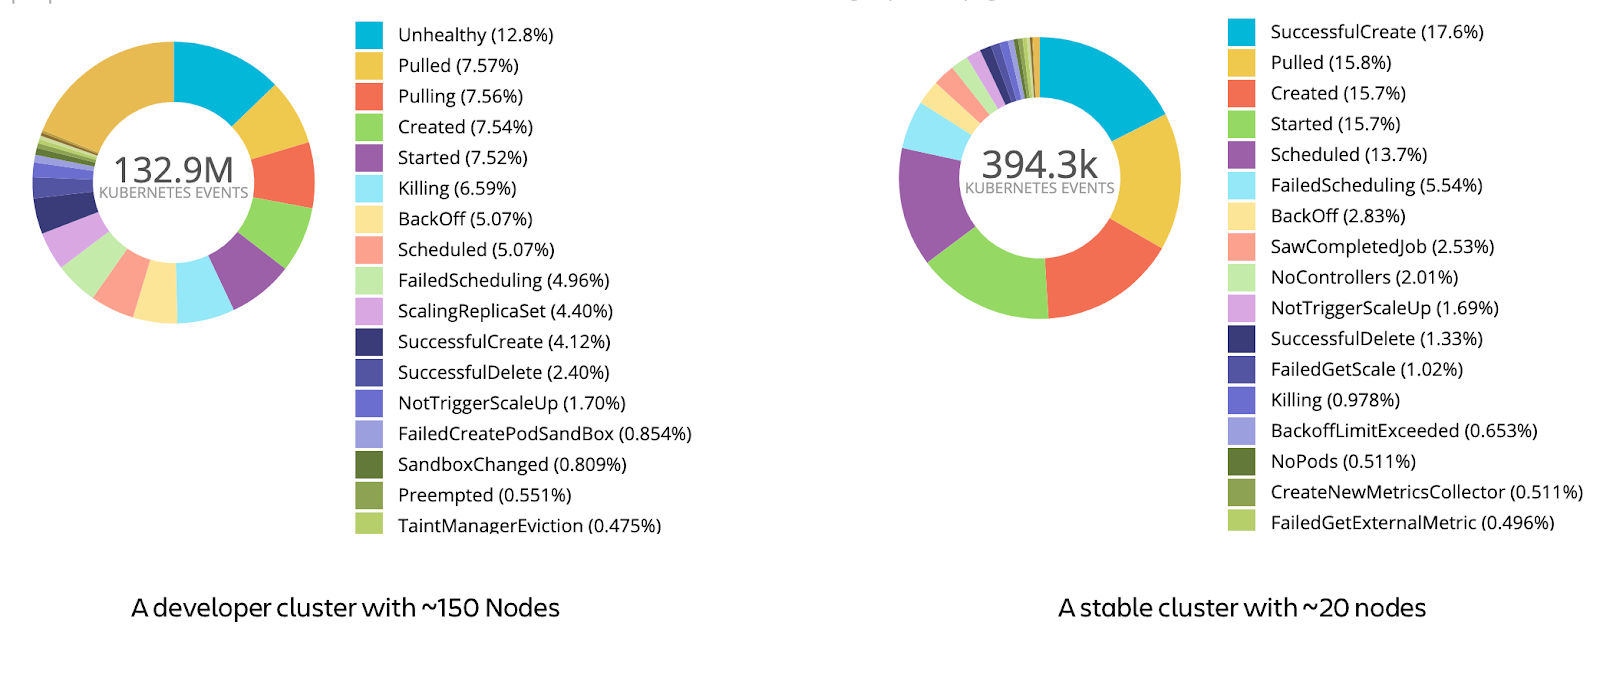 132.9M
KUBERNETES EVENTS
Unhealthy (12.8%)
Pulled (7.57%)
Pulling (7.56%)
Created (7.54%)
Started (7.52%)
Killing (6.59%)
BackOff (5.07%)
Scheduled (5.07%)
FailedScheduling (4.96%)
ScalingReplicaSet (4.40%)
SuccessfulCreate (4.12%)
SuccessfulDelete (2.40%)
NotTriggerScaleUp (1.70%)
FailedCreatePodSandBox (0.854%)
SandboxChanged (0.809%)
Preempted (0.551%)
TaintManagerEviction (0.475%)
A developer cluster with ~150 Nodes
394.3k
KUBERNETES EVENTS
SuccessfulCreate (17.6%)
Pulled (15.8%)
Created (15.7%)
Started (15.7%)
Scheduled (13.7%)
FailedScheduling (5.54%)
BackOff (2.83%)
SawCompletedJob (2.53%)
NoControllers (2.01%)
NotTriggerScaleUp (1.69%)
SuccessfulDelete (1.33%)
FailedGetScale (1.02%)
Killing (0.978%)
BackoffLimitExceeded (0.653%)
NoPods (0.511%)
CreateNewMetricsCollector (0.511%)
FailedGetExternalMetric (0.496%)
A stable cluster with ~20 nodes